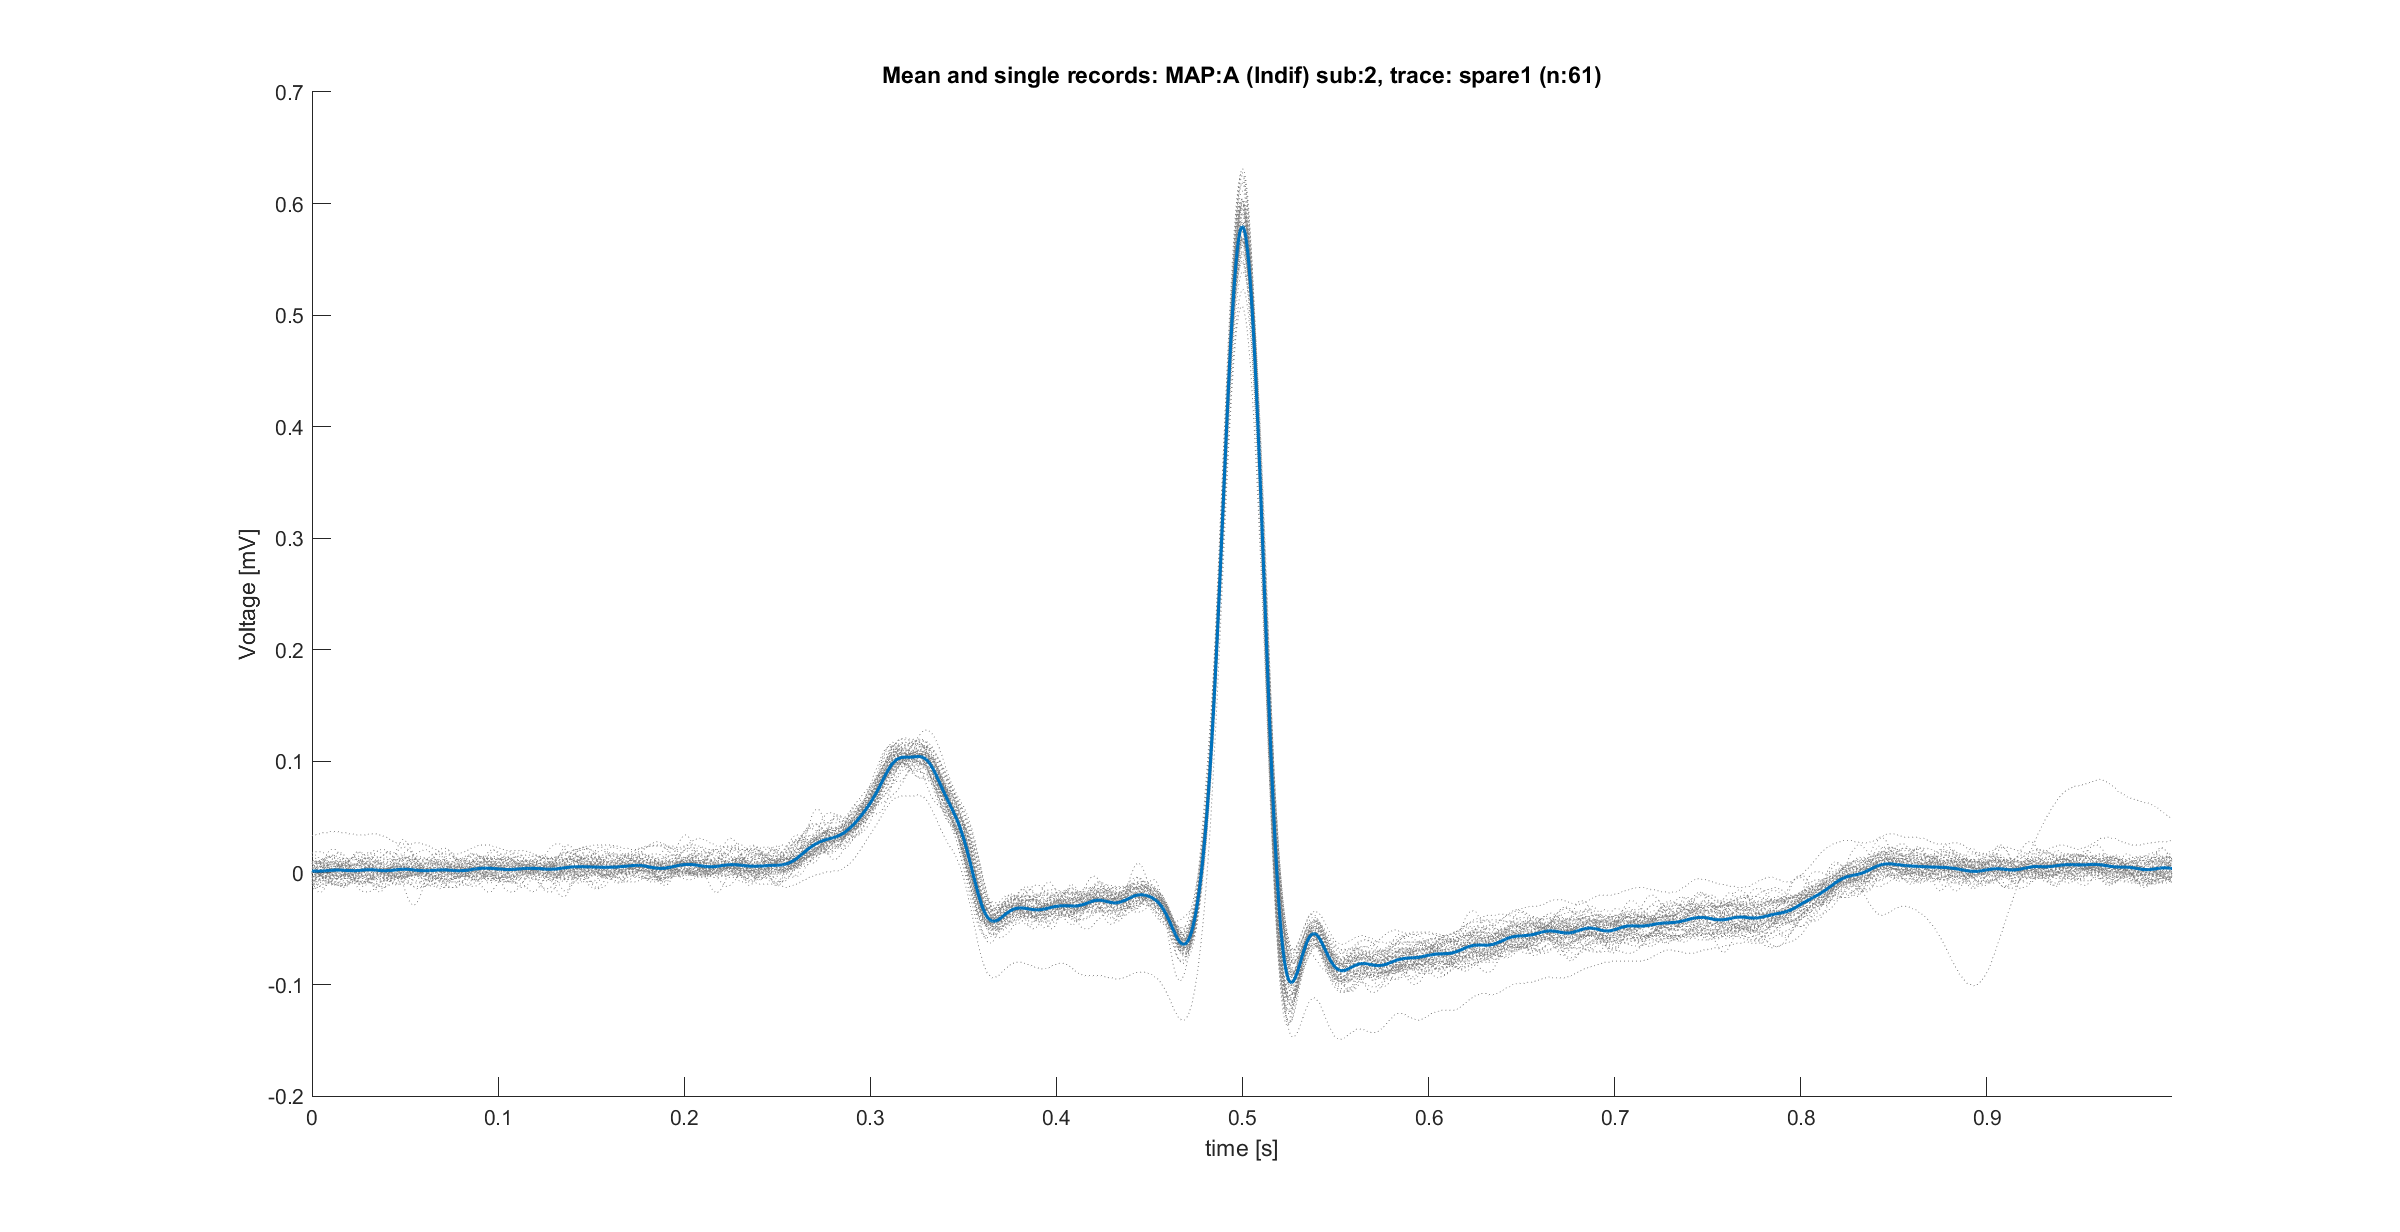 Mean and single records: MAP:A (Indif) sub:2, trace: spare1 (n:61)
0.7
0.6
0.5
0.4
0.3
0.2
0.1
0
-0.1
-0.2
Voltage [mV]
0 0.1 0.2 0.3 0.4 0.5 0.6 0.7 0.8 0.9
time [s]